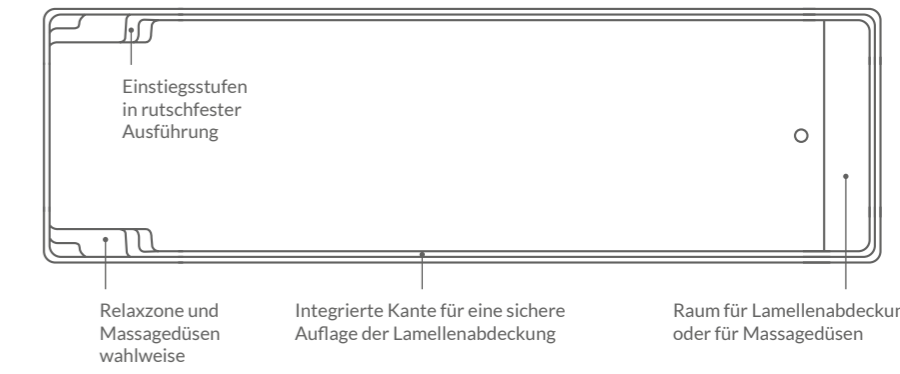 Einstiegsstufen
in rutschfester
Ausführung
Relaxzone und
Massagedüsen
wahlweise
Integrierte Kante für eine sichere
Auflage der Lamellenabdeckung
Raum für Lamellenabdeckun
oder für Massagedüsen